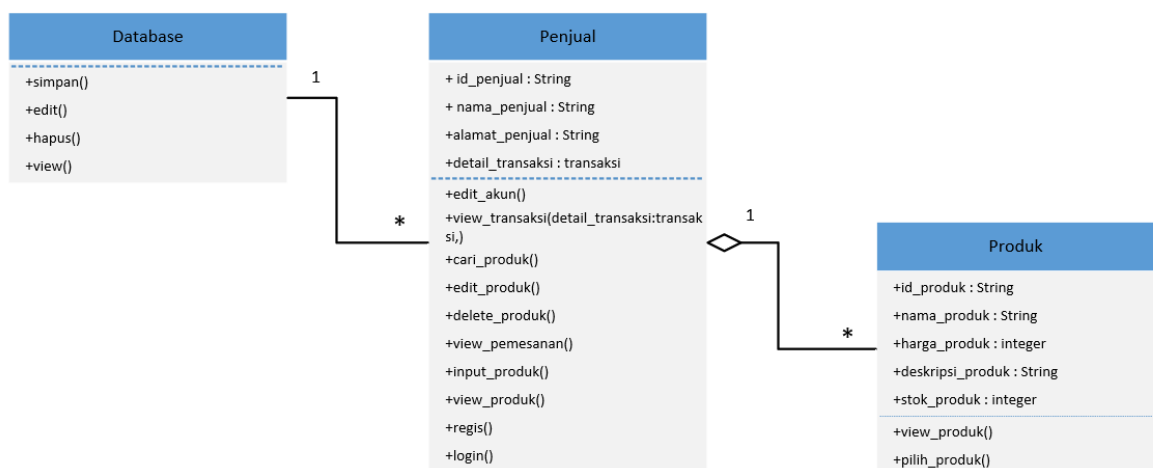 Database
+simpan()
+edit()
+hapus()
+view()
1
*
Penjual
+ id_penjual : String
+ nama_penjual : String
+alamat_penjual : String
+detail_transaksi : transaksi
+edit_akun()
+view_transaksi(detail_transaksi:transak
si,)
+cari_produk()
+edit_produk()
+delete_produk()
+view_pemesanan()
+input_produk()
+view_produk()
+regis()
+login()
1
*
Produk
+id_produk : String
+nama_produk : String
+harga_produk : integer
+deskripsi_produk : String
+stok_produk : integer
+view_produk()
+pilih_produk()